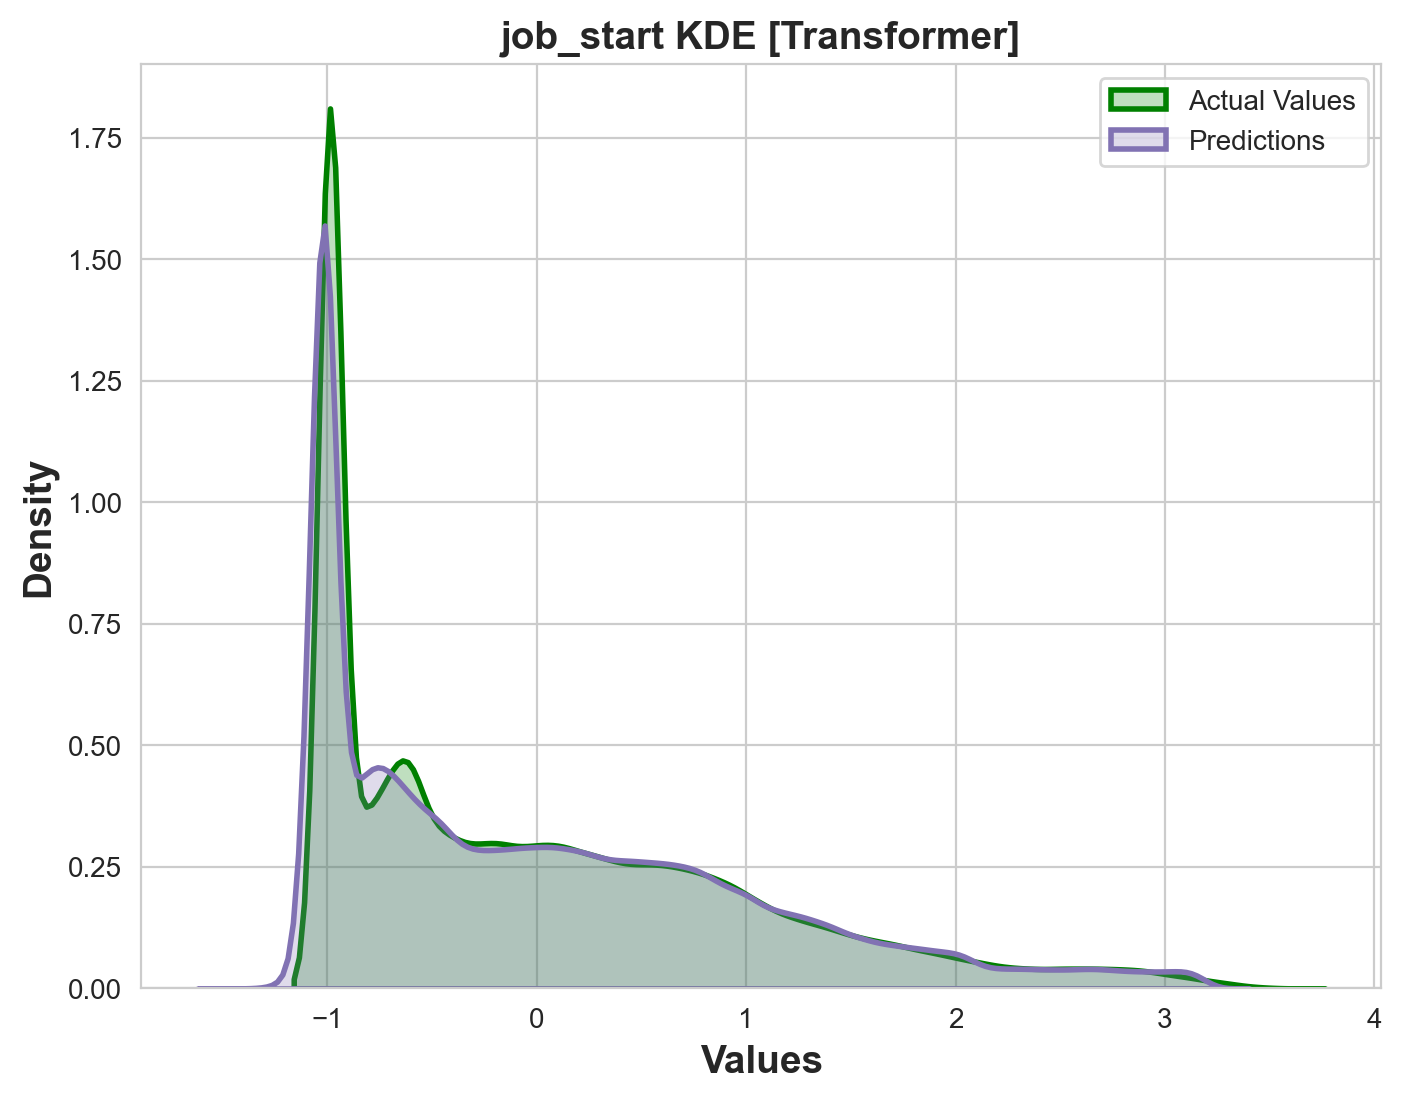 job_start KDE [Transformer]
Actual Values
Predictions
Density
1.75
1.50
1.25
1.00
0.75
0.50
0.25
0.00
−1
0
1
2
3
4
Values